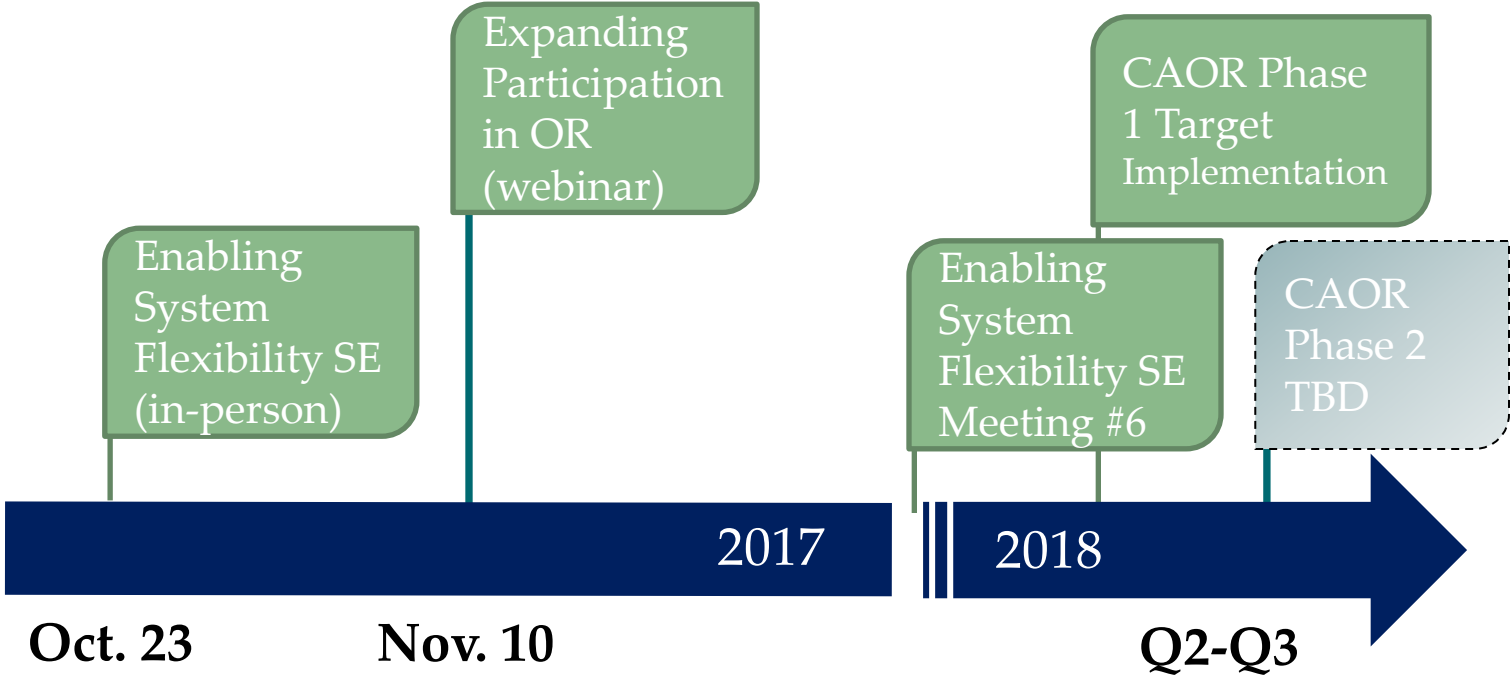 Expanding
Participation
in OR
(webinar)
CAOR Phase
1 Target
Implementation
Enabling
System
Flexibility SE
(in-person)
Enabling
System
Flexibility SE
Meeting #6
CAOR
Phase 2
TBD
2017
2018
Oct. 23
Nov. 10
Q2-Q3